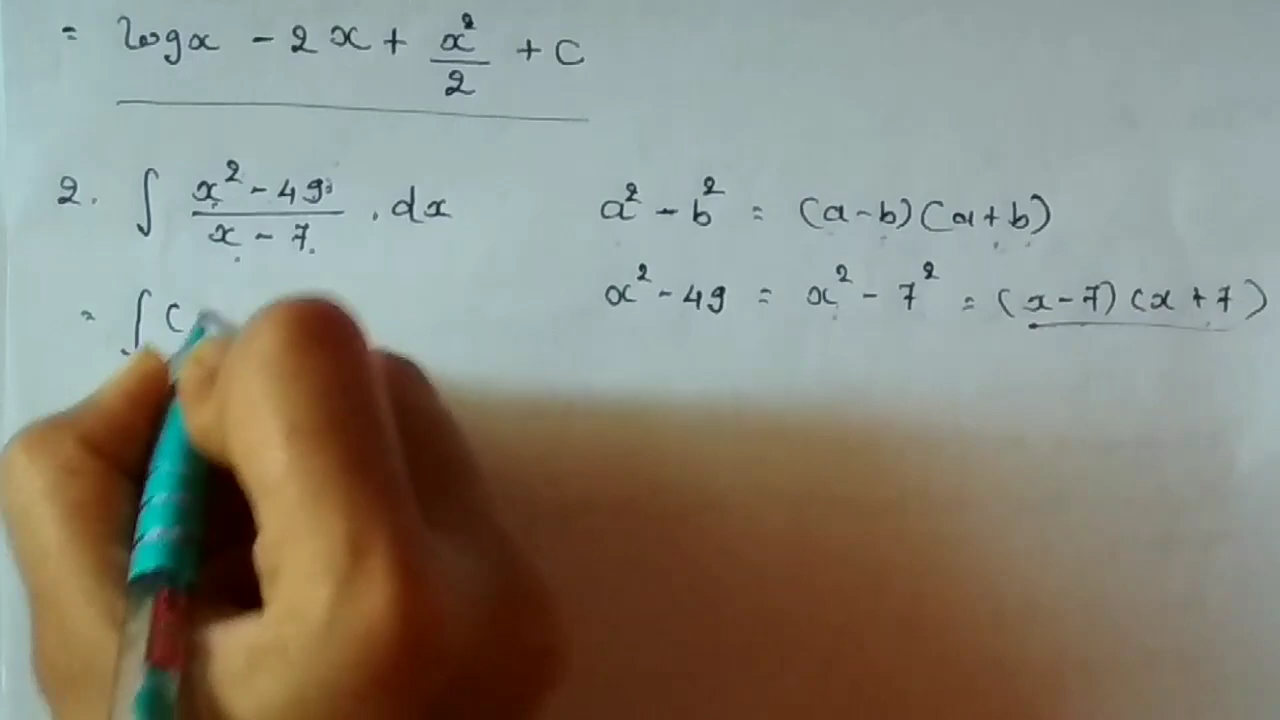 = log x - 2x + x²/2 + C
2. ∫ (x² - 49)/(x - 7) . dx
a² - b² = (a - b)(a + b)
x² - 49 = x² - 7² = (x - 7)(x + 7)
= ∫ (